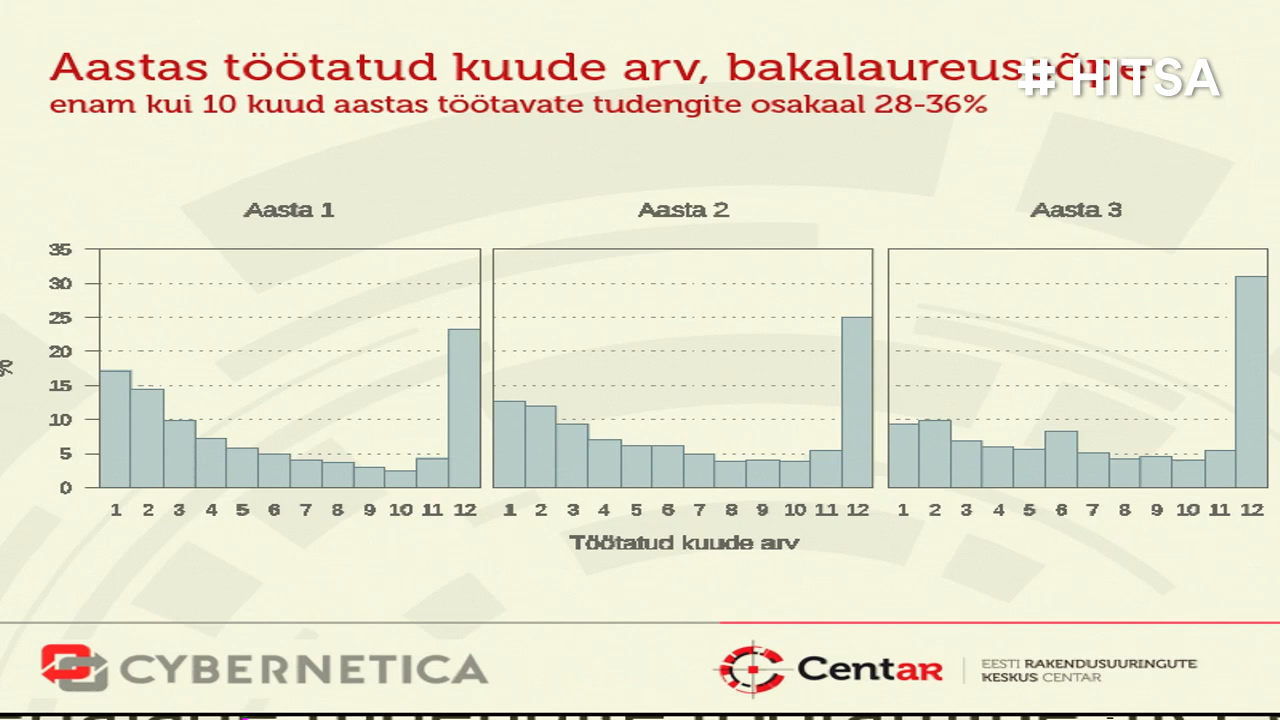 Aastas töötatud kuude arv, bakalaureuseõpe
#HITSA
enam kui 10 kuud aastas töötavate tudengite osakaal 28-36%
Aasta 1 Aasta 2 Aasta 3
35
30
25
20
15
10
5
0
%
1 2 3 4 5 6 7 8 9 10 11 12 1 2 3 4 5 6 7 8 9 10 11 12 1 2 3 4 5 6 7 8 9 10 11 12
Töötatud kuude arv
CYBERNETICA
CentAR
EESTI RAKENDUSUURINGUTE
KESKUS CENTAR